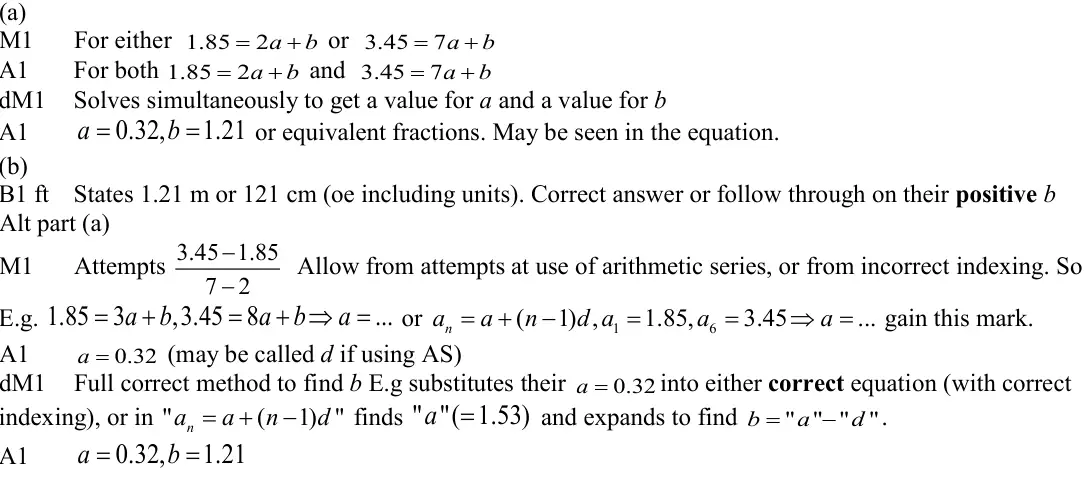 (a)
M1 For either 1.85 = 2a + b or 3.45 = 7a + b
A1 For both 1.85 = 2a + b and 3.45 = 7a + b
dM1 Solves simultaneously to get a value for a and a value for b
A1 a = 0.32, b = 1.21 or equivalent fractions. May be seen in the equation.
(b)
B1 ft States 1.21 m or 121 cm (oe including units). Correct answer or follow through on their positive b
Alt part (a)
M1 Attempts (3.45 − 1.85)/(7 − 2) Allow from attempts at use of arithmetic series, or from incorrect indexing. So
E.g. 1.85 = 3a + b, 3.45 = 8a + b ⇒ a = ... or aₙ = a + (n − 1)d, a₁ = 1.85, a₆ = 3.45 ⇒ a = ... gain this mark.
A1 a = 0.32 (may be called d if using AS)
dM1 Full correct method to find b E.g substitutes their a = 0.32 into either correct equation (with correct
indexing), or in "aₙ = a + (n − 1)d" finds "a"(= 1.53) and expands to find b = "a" − "d".
A1 a = 0.32, b = 1.21